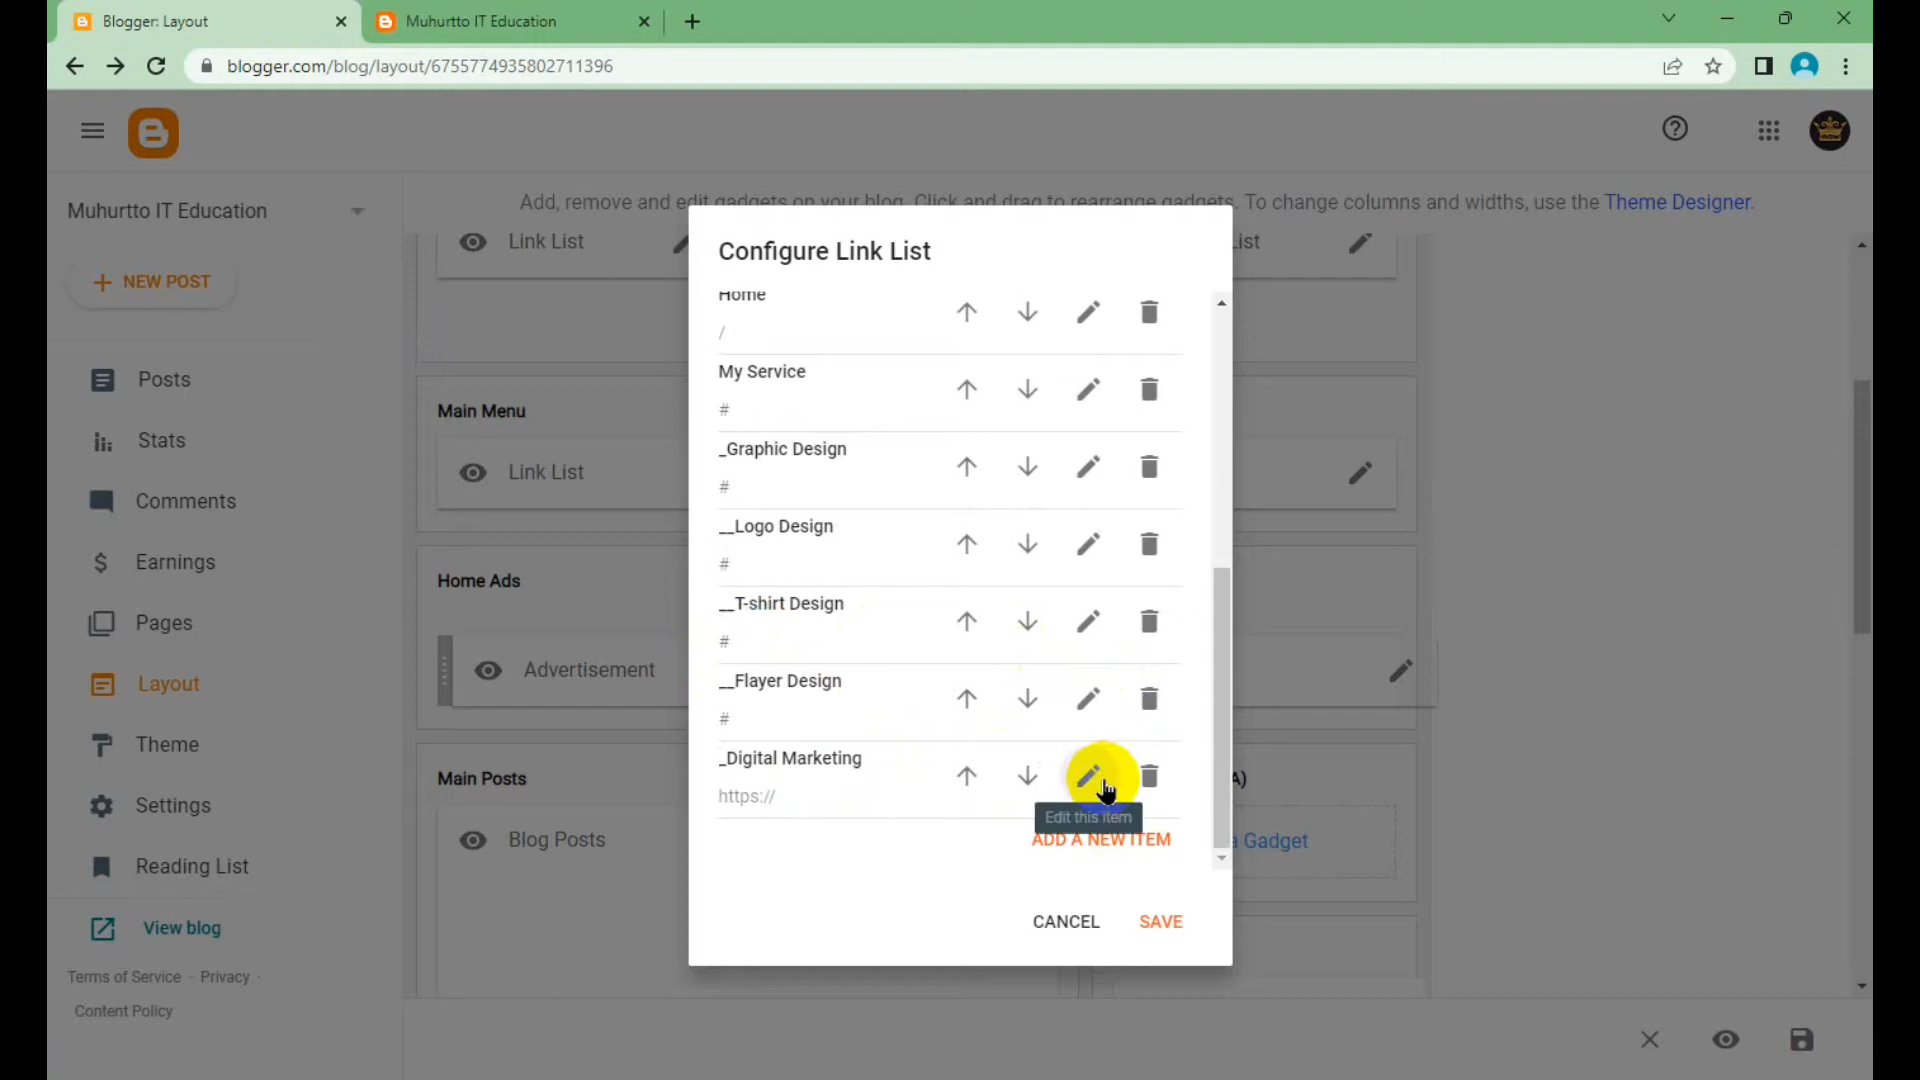 Blogger: Layout
Muhurtto IT Education
blogger.com/blog/layout/6755774935802711396
Muhurtto IT Education
Add, remove and edit gadgets on your blog. Click and drag to rearrange gadgets. To change columns and widths, use the Theme Designer.
NEW POST
Posts
Stats
Comments
Earnings
Pages
Layout
Theme
Settings
Reading List
View blog
Terms of Service - Privacy -
Content Policy
Link List
List
Main Menu
Link List
Home Ads
Advertisement
Main Posts
Blog Posts
A)
a Gadget
Configure Link List
Home
/
My Service
#
_Graphic Design
#
__Logo Design
#
__T-shirt Design
#
__Flayer Design
#
_Digital Marketing
https://
Edit this item
ADD A NEW ITEM
CANCEL
SAVE